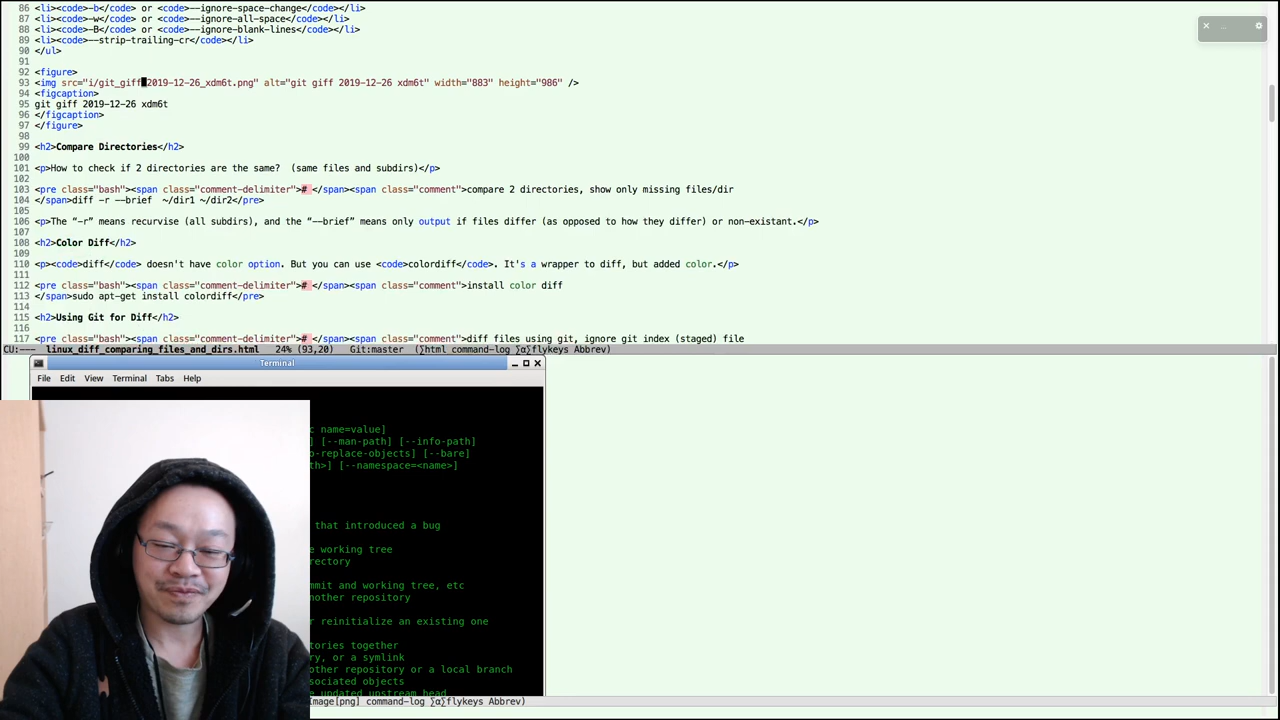 86 <li><code>-b</code> or <code>--ignore-space-change</code></li>
87 <li><code>-w</code> or <code>--ignore-all-space</code></li>
88 <li><code>-B</code> or <code>--ignore-blank-lines</code></li>
89 <li><code>--strip-trailing-cr</code></li>
90 </ul>
91
92 <figure>
93 <img src="i/git_giff 2019-12-26_xdm6t.png" alt="git giff 2019-12-26 xdm6t" width="883" height="986" />
94 <figcaption>
95 git giff 2019-12-26 xdm6t
96 </figcaption>
97 </figure>
98
99 <h2>Compare Directories</h2>
100
101 <p>How to check if 2 directories are the same?  (same files and subdirs)</p>
102
103 <pre class="bash"><span class="comment-delimiter"># </span><span class="comment">compare 2 directories, show only missing files/dir
104 </span>diff -r --brief  ~/dir1 ~/dir2</pre>
105
106 <p>The “-r” means recurvise (all subdirs), and the “--brief” means only output if files differ (as opposed to how they differ) or non-existant.</p>
107
108 <h2>Color Diff</h2>
109
110 <p><code>diff</code> doesn't have color option. But you can use <code>colordiff</code>. It's a wrapper to diff, but added color.</p>
111
112 <pre class="bash"><span class="comment-delimiter"># </span><span class="comment">install color diff
113 </span>sudo apt-get install colordiff</pre>
114
115 <h2>Using Git for Diff</h2>
116
117 <pre class="bash"><span class="comment-delimiter"># </span><span class="comment">diff files using git, ignore git index (staged) file
CU:--- linux_diff_comparing_files_and_dirs.html 24% (93,20) Git:master (∑html command-log ∑α∑flykeys Abbrev)
Terminal
File Edit View Terminal Tabs Help
c name=value]
] [--man-path] [--info-path]
o-replace-objects] [--bare]
th>] [--namespace=<name>]
that introduced a bug
e working tree
rectory
mmit and working tree, etc
nother repository
r reinitialize an existing one
tories together
ry, or a symlink
other repository or a local branch
sociated objects
e updated upstream head
image[png] command-log ∑α∑flykeys Abbrev)